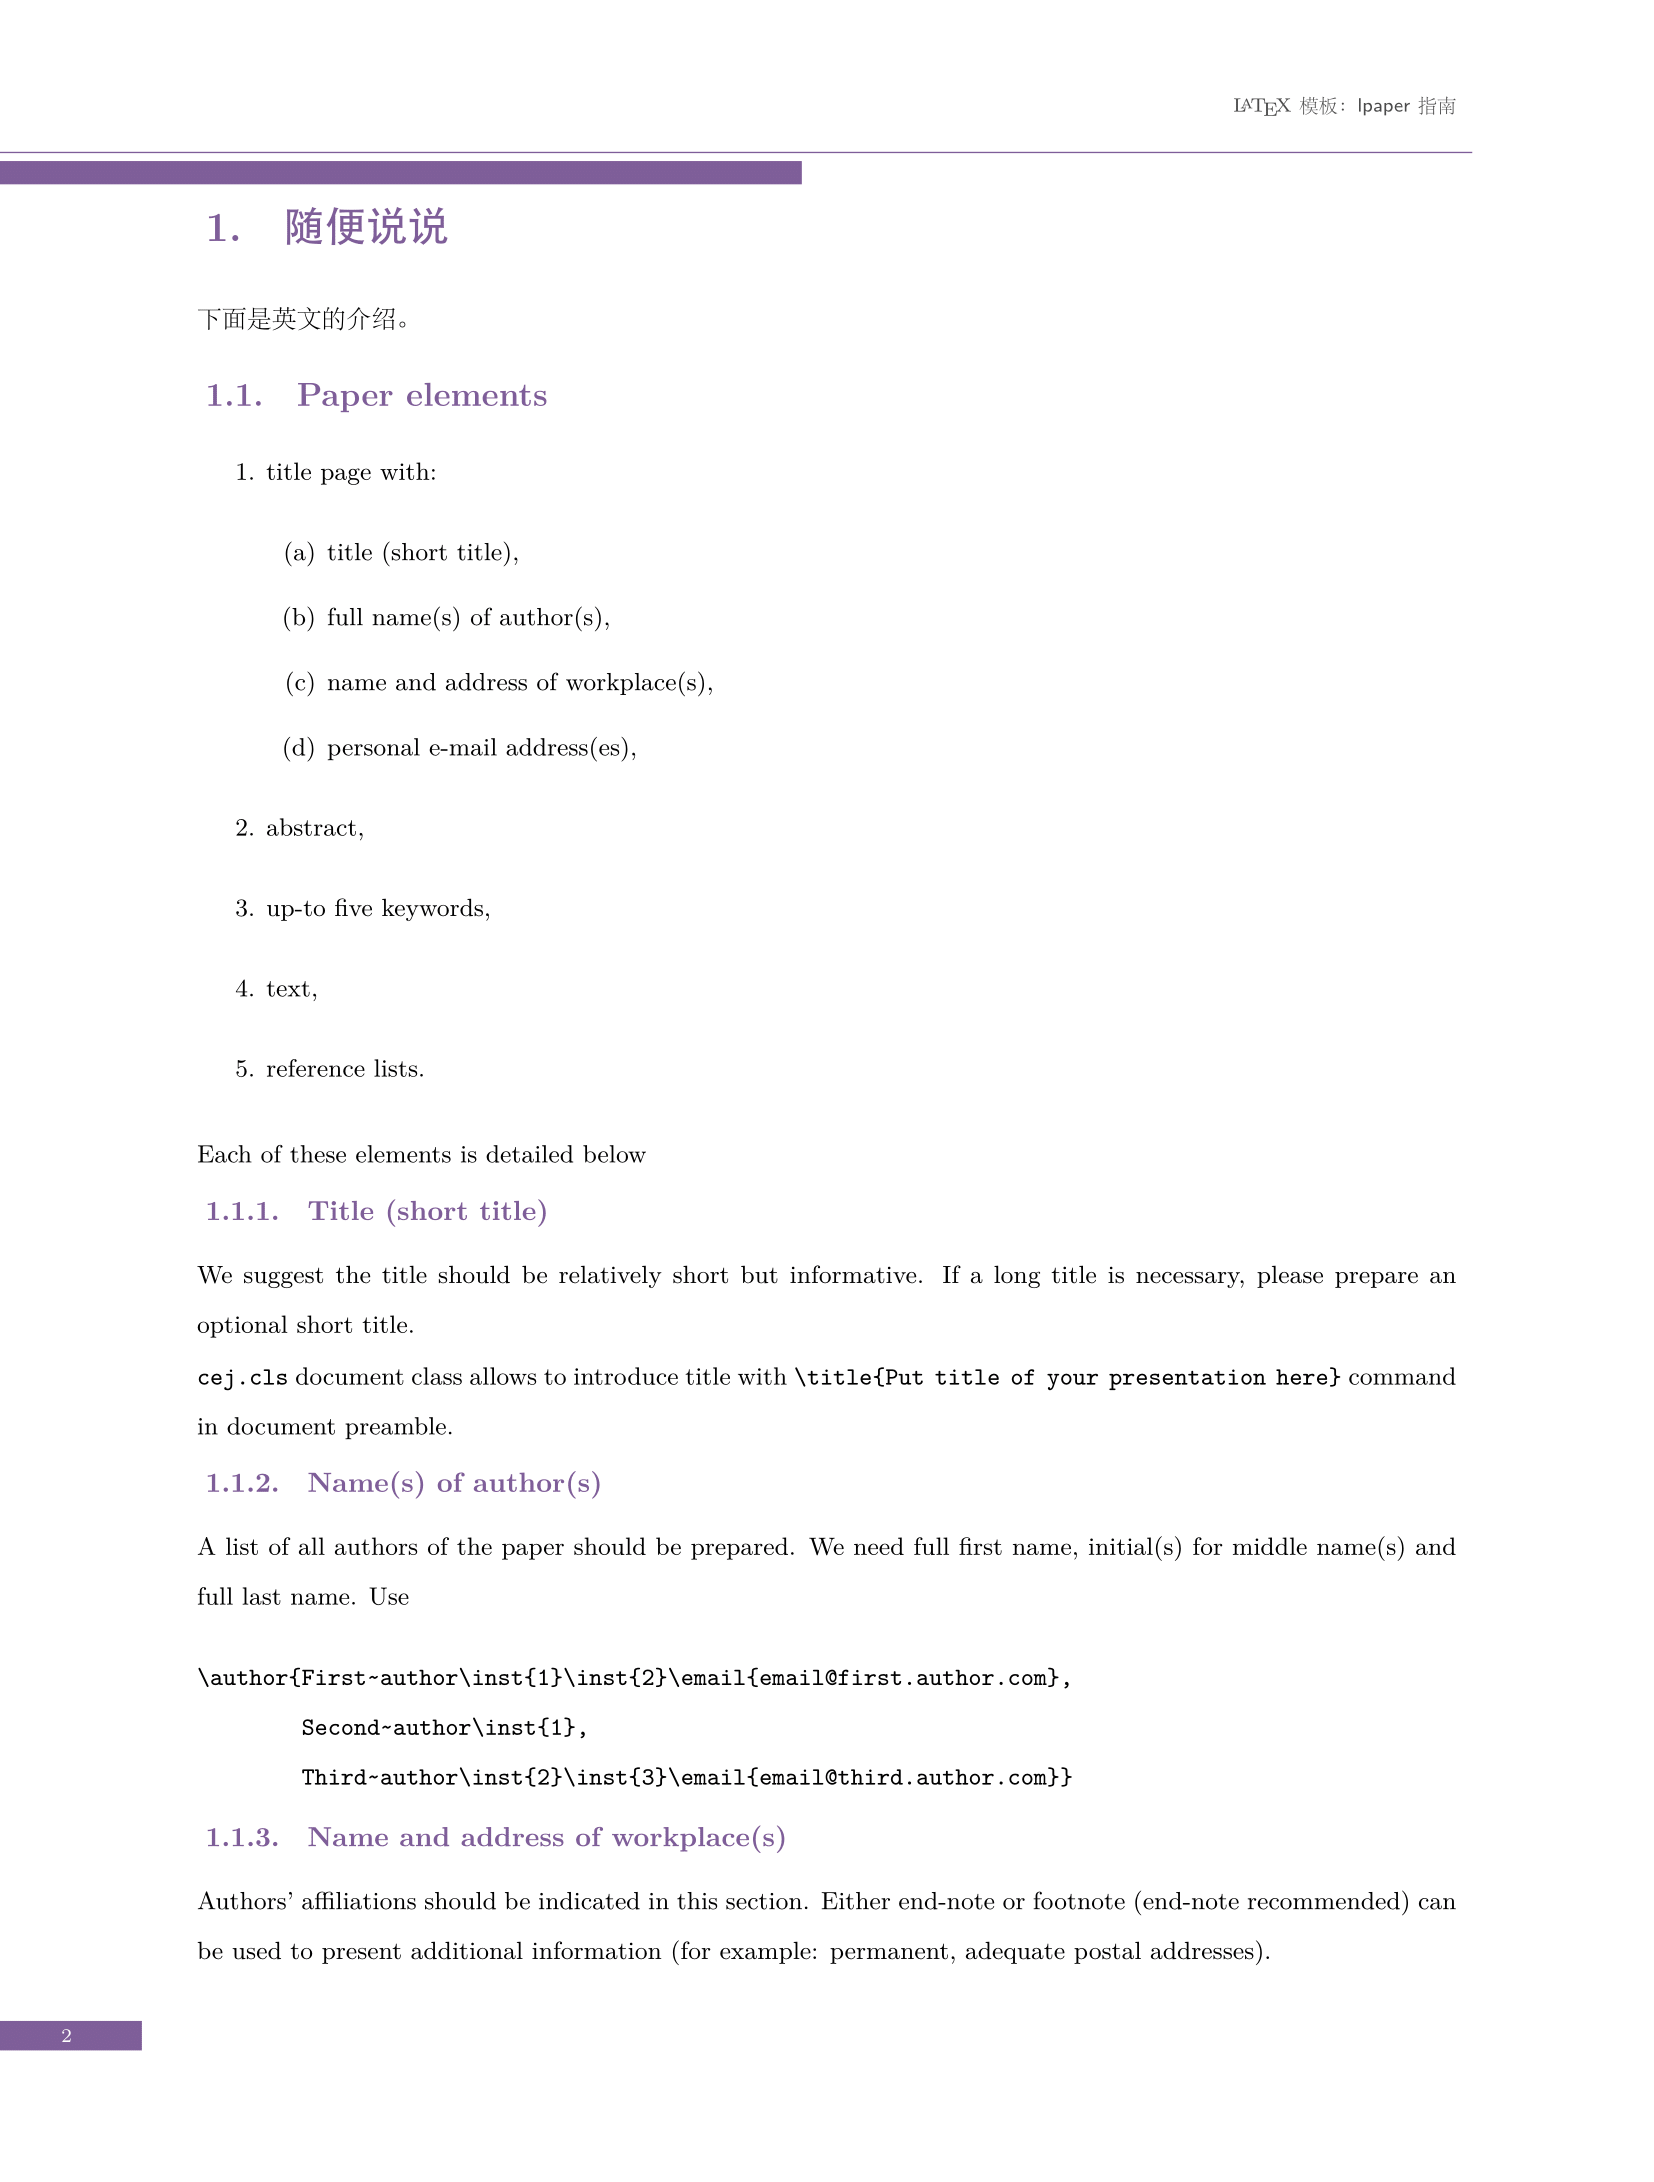 LATEX 模板：lpaper 指南
1. 随便说说
下面是英文的介绍。
1.1. Paper elements
1. title page with:
(a) title (short title),
(b) full name(s) of author(s),
(c) name and address of workplace(s),
(d) personal e-mail address(es),
2. abstract,
3. up-to five keywords,
4. text,
5. reference lists.
Each of these elements is detailed below
1.1.1. Title (short title)
We suggest the title should be relatively short but informative. If a long title is necessary, please prepare an
optional short title.
cej.cls document class allows to introduce title with \title{Put title of your presentation here} command
in document preamble.
1.1.2. Name(s) of author(s)
A list of all authors of the paper should be prepared. We need full first name, initial(s) for middle name(s) and
full last name. Use
\author{First~author\inst{1}\inst{2}\email{email@first.author.com},
Second~author\inst{1},
Third~author\inst{2}\inst{3}\email{email@third.author.com}}
1.1.3. Name and address of workplace(s)
Authors' affiliations should be indicated in this section. Either end-note or footnote (end-note recommended) can
be used to present additional information (for example: permanent, adequate postal addresses).
2